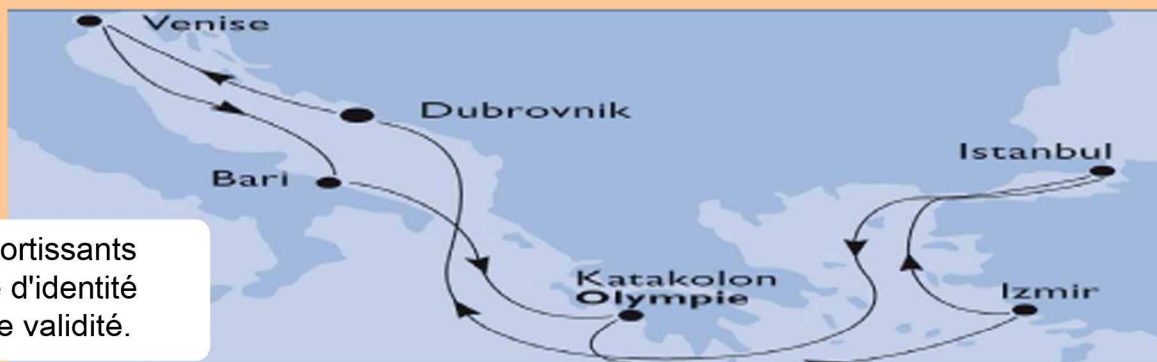 Venise
Dubrovnik
Istanbul
Bari
ortissants
d'identité
e validité.
Katakolon
Olympie
Izmir